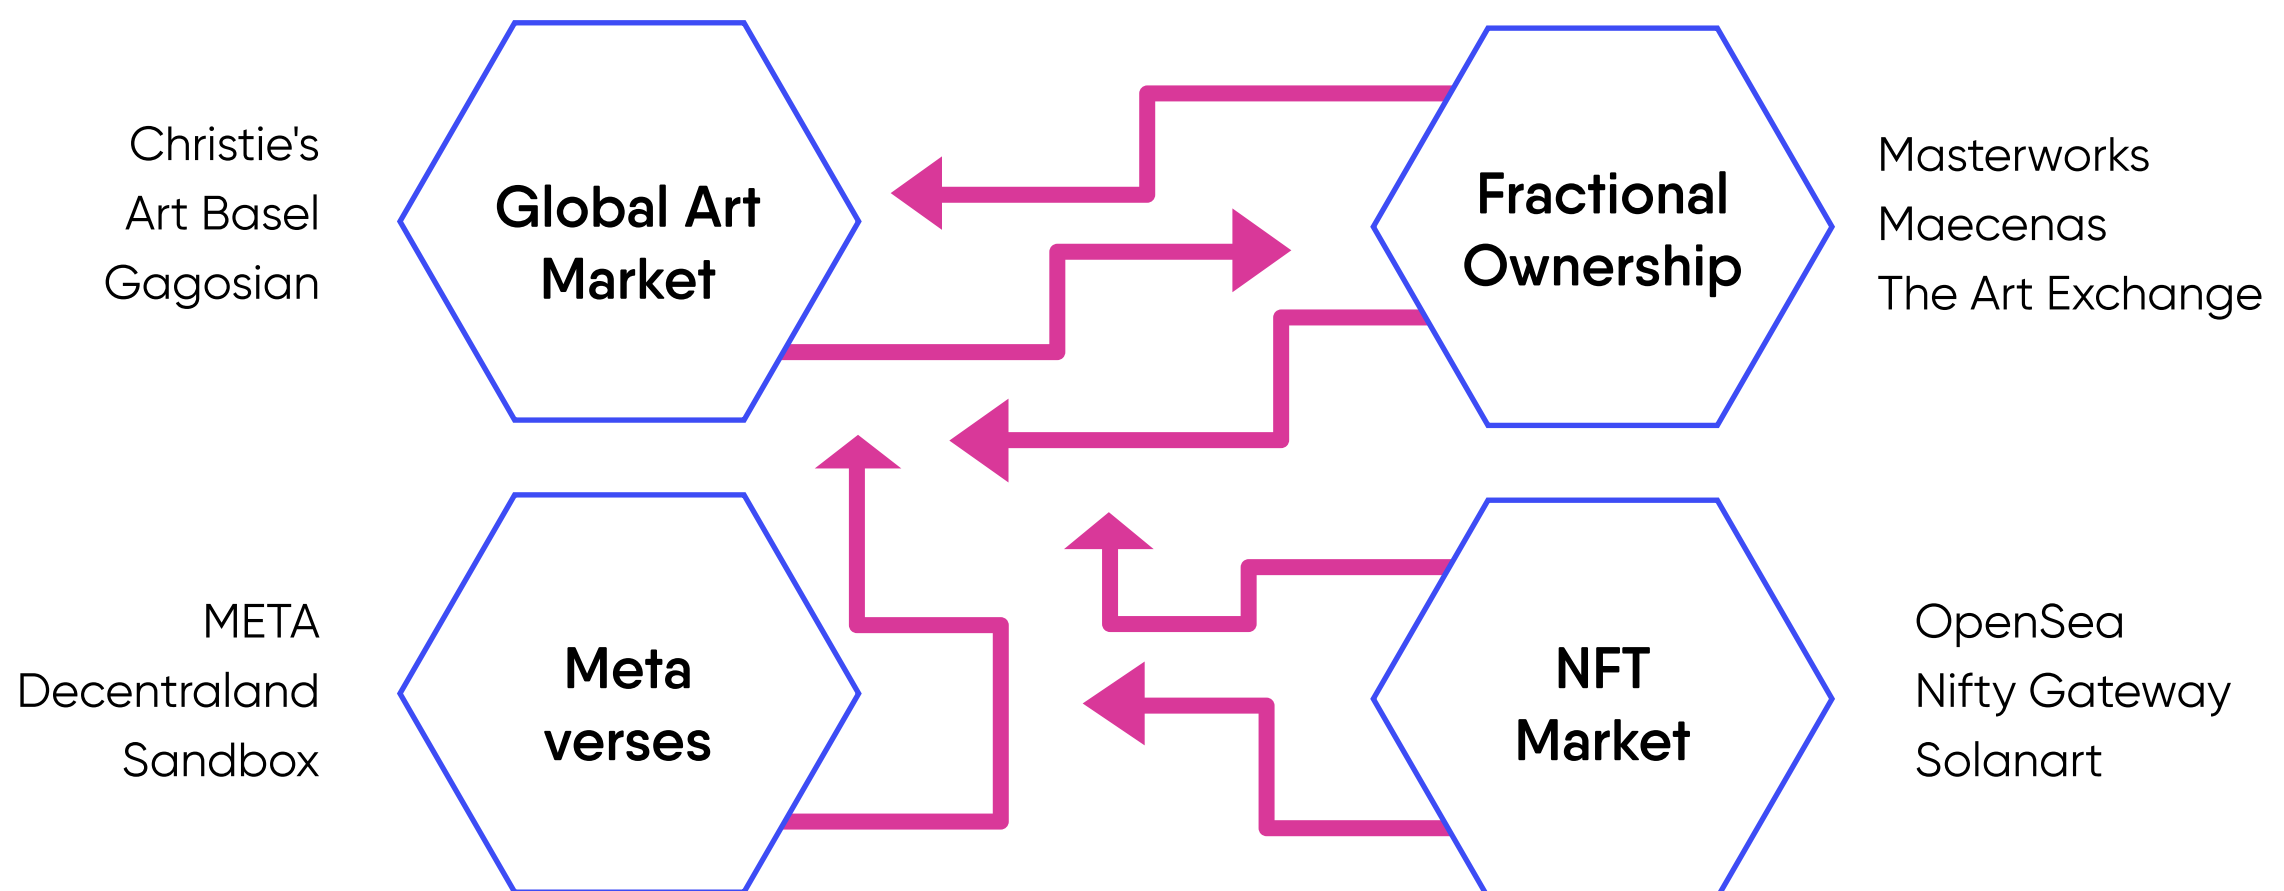 Christie's
Art Basel
Gagosian
Global Art
Market
Fractional
Ownership
Masterworks
Maecenas
The Art Exchange
META
Decentraland
Sandbox
Meta
verses
NFT
Market
OpenSea
Nifty Gateway
Solanart